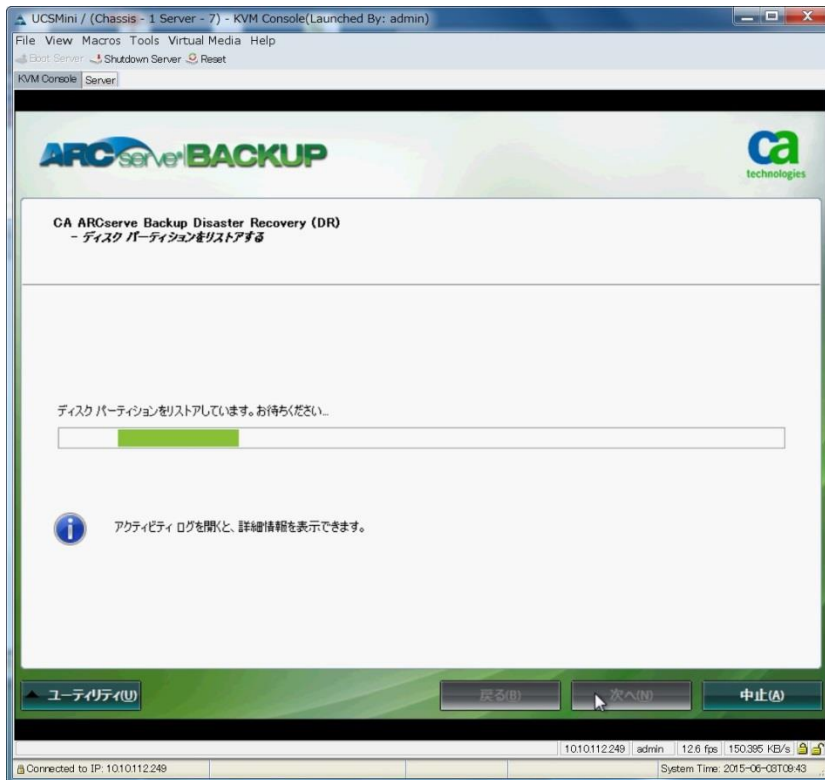 UCSMini / (Chassis - 1 Server - 7) - KVM Console(Launched By: admin)
File View Macros Tools Virtual Media Help
Boot Server Shutdown Server Reset
KVM Console Server
ARCserve BACKUP
ca
technologies
CA ARCserve Backup Disaster Recovery (DR)
- ディスク パーティションをリストアする
ディスク パーティションをリストアしています。お待ちください...
アクティビティ ログを開くと、詳細情報を表示できます。
ユーティリティ(U) 戻る(B) 次へ(N) 中止(A)
10.10.112.249 admin 12.6 fps 150.395 KB/s
Connected to IP: 10.10.112.249 System Time: 2015-06-03T09:43